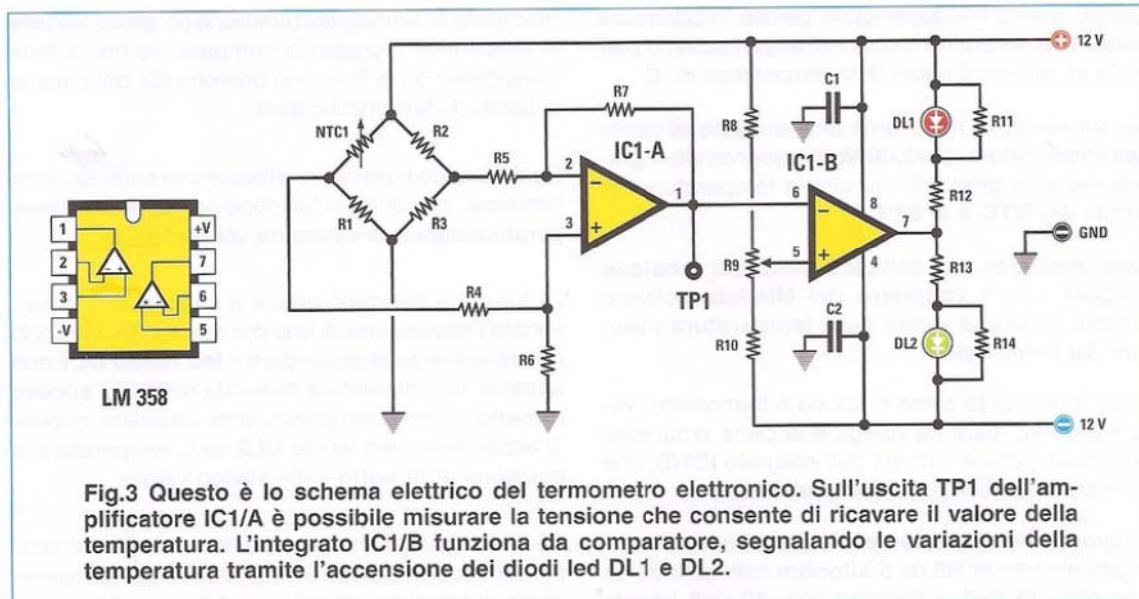 12 V
C1
R7
R8
DL1
R11
NTC1
R2
R5
IC1-A
IC1-B
2
3
1
6
5
8
7
4
R12
GND
R1
R3
R9
R13
TP1
R4
C2
DL2
R14
R6
R10
12 V
1
+V
2
7
3
6
-V
5
LM 358
Fig.3 Questo è lo schema elettrico del termometro elettronico. Sull'uscita TP1 dell'am-
plificatore IC1/A è possibile misurare la tensione che consente di ricavare il valore della
temperatura. L'integrato IC1/B funziona da comparatore, segnalando le variazioni della
temperatura tramite l'accensione dei diodi led DL1 e DL2.